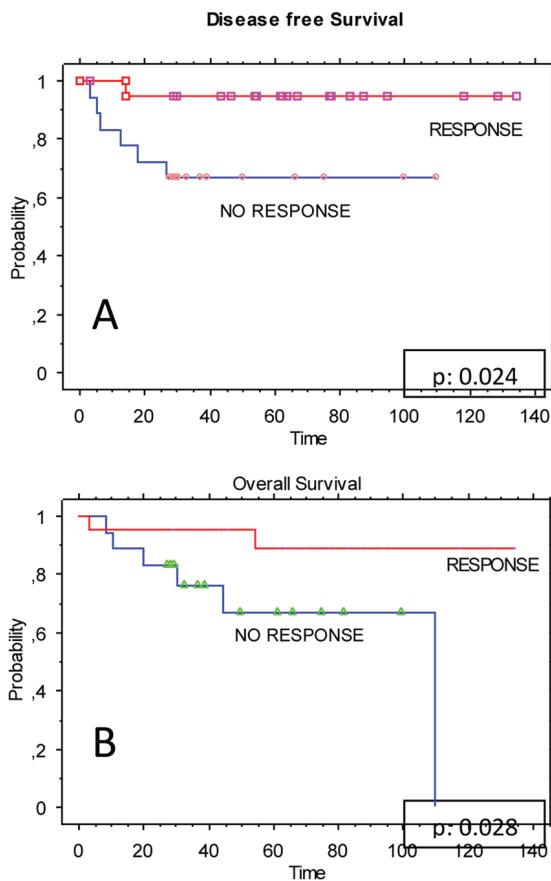 Disease free Survival
1
,8
,6
,4
,2
0
Probability
RESPONSE
NO RESPONSE
A
p: 0.024
0 20 40 60 80 100 120 140
Time
Overall Survival
1
,8
,6
,4
,2
0
Probability
RESPONSE
NO RESPONSE
B
p: 0.028
0 20 40 60 80 100 120 140
Time